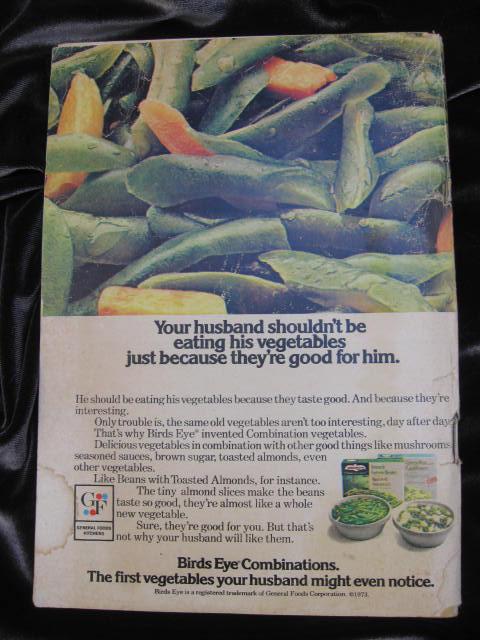 Your husband shouldn't be
eating his vegetables
just because they're good for him.
He should be eating his vegetables because they taste good. And because they're
interesting.
Only trouble is, the same old vegetables aren't too interesting, day after day.
That's why Birds Eye® invented Combination vegetables.
Delicious vegetables in combination with other good things like mushrooms,
seasoned sauces, brown sugar, toasted almonds, even
other vegetables.
Like Beans with Toasted Almonds, for instance.
The tiny almond slices make the beans
taste so good, they're almost like a whole
new vegetable.
Sure, they're good for you. But that's
not why your husband will like them.
GF
GENERAL FOODS
KITCHENS
Birds Eye® Combinations.
The first vegetables your husband might even notice.
Birds Eye is a registered trademark of General Foods Corporation. ©1973.